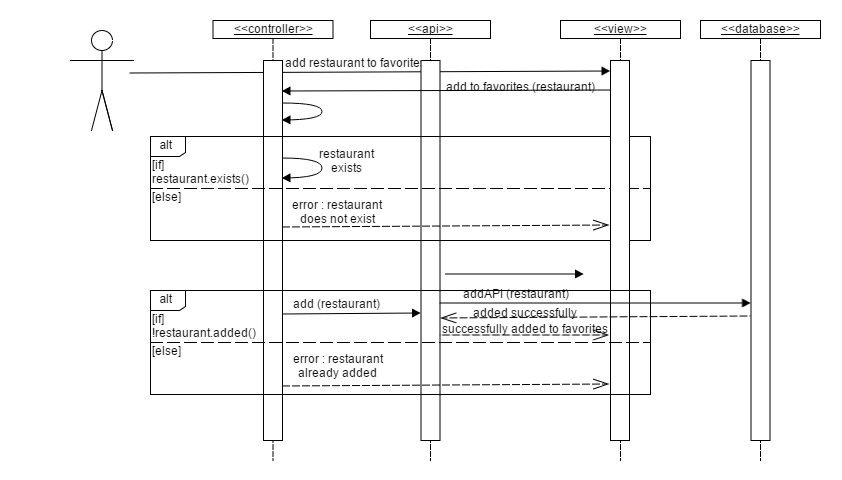 <<controller>>
<<api>>
<<view>>
<<database>>
add restaurant to favorite
add to favorites (restaurant)
alt
[if]
restaurant.exists()
restaurant
exists
[else]
error : restaurant
does not exist
alt
[if]
!restaurant.added()
add (restaurant)
addAPI (restaurant)
added successfully
successfully added to favorites
[else]
error : restaurant
already added